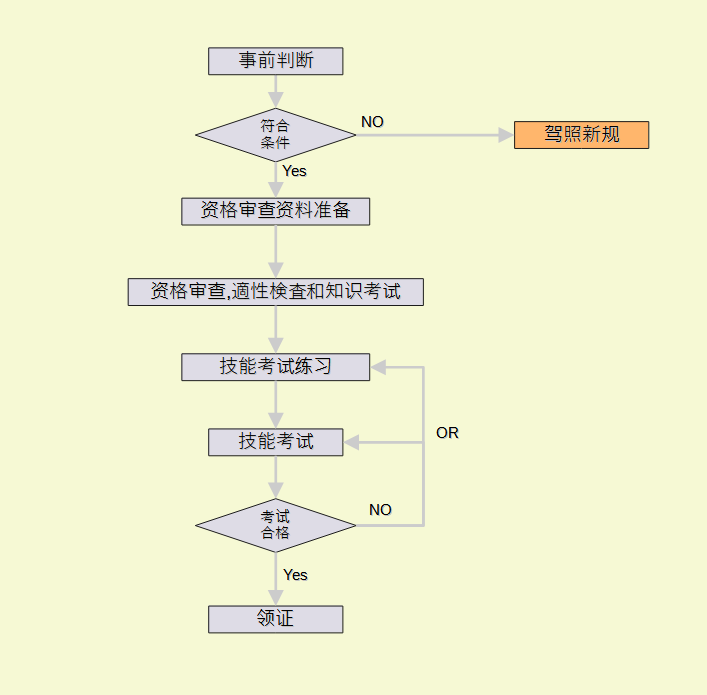 事前判断
符合
条件
NO
驾照新规
Yes
资格审查资料准备
资格审查,適性検査和知识考试
技能考试练习
OR
技能考试
考试
合格
NO
Yes
领证